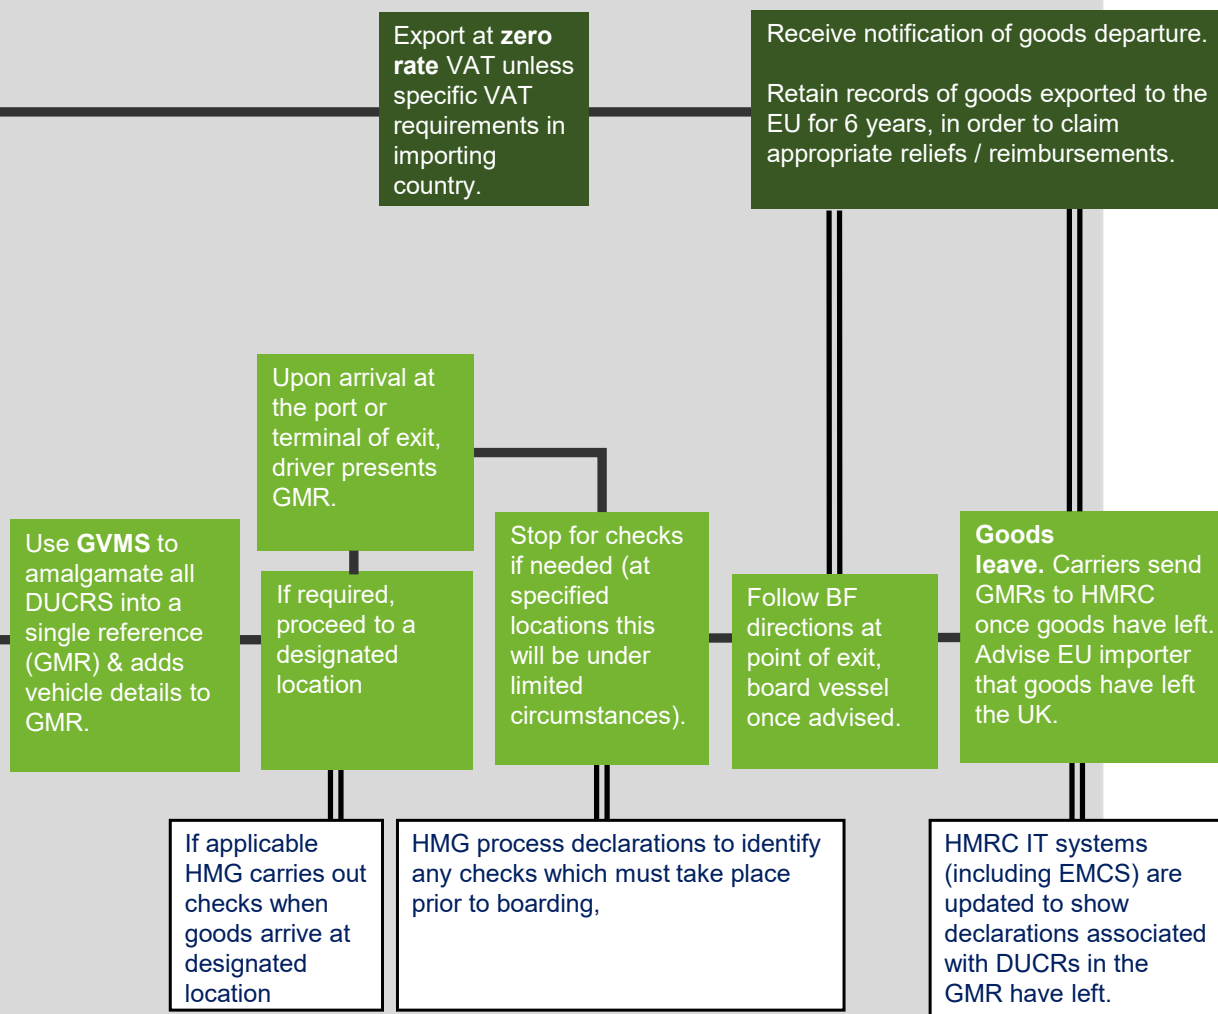 Export at zero
rate VAT unless
specific VAT
requirements in
importing
country.
Receive notification of goods departure.
Retain records of goods exported to the
EU for 6 years, in order to claim
appropriate reliefs / reimbursements.
Upon arrival at
the port or
terminal of exit,
driver presents
GMR.
Use GVMS to
amalgamate all
DUCRS into a
single reference
(GMR) & adds
vehicle details to
GMR.
If required,
proceed to a
designated
location
Stop for checks
if needed (at
specified
locations this
will be under
limited
circumstances).
Follow BF
directions at
point of exit,
board vessel
once advised.
Goods
leave. Carriers send
GMRs to HMRC
once goods have left.
Advise EU importer
that goods have left
the UK.
If applicable
HMG carries out
checks when
goods arrive at
designated
location
HMG process declarations to identify
any checks which must take place
prior to boarding,
HMRC IT systems
(including EMCS) are
updated to show
declarations associated
with DUCRs in the
GMR have left.